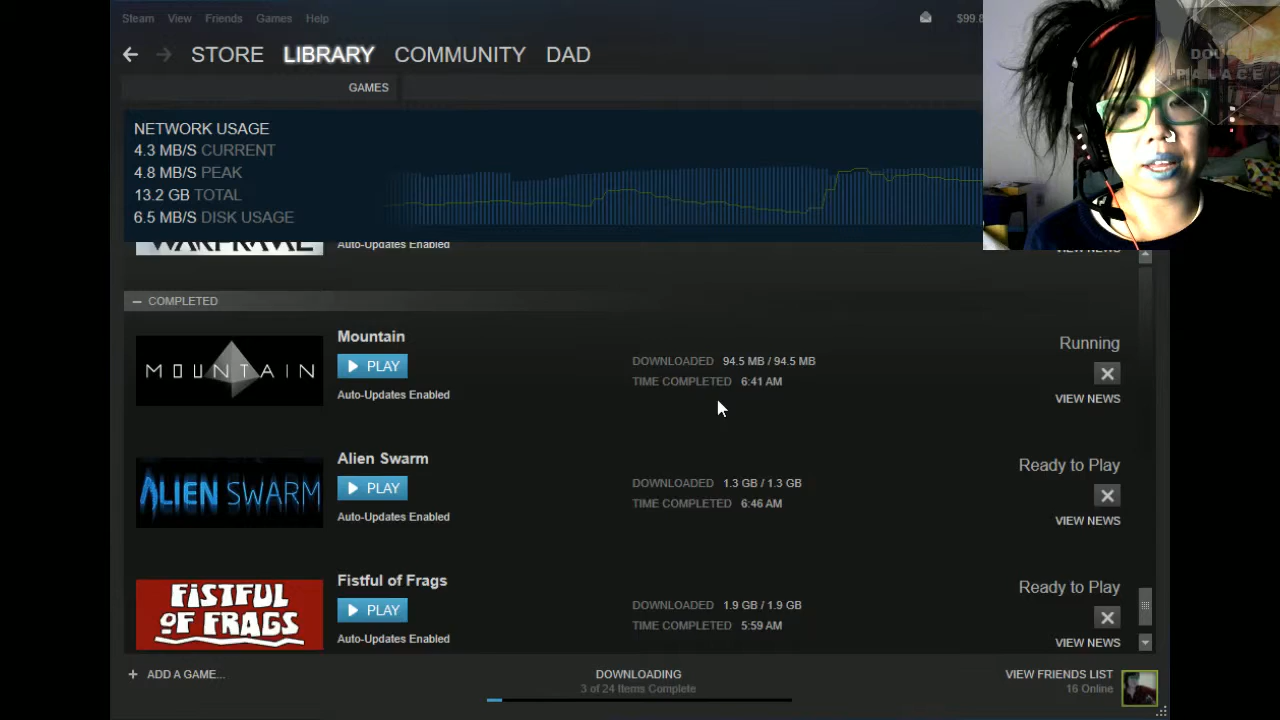 Steam View Friends Games Help
$99.8
STORE LIBRARY COMMUNITY DAD
GAMES
NETWORK USAGE
4.3 MB/S CURRENT
4.8 MB/S PEAK
13.2 GB TOTAL
6.5 MB/S DISK USAGE
PALACE
WARFRAME
Auto-Updates Enabled
VIEW NEWS
COMPLETED
MOUNTAIN
Mountain
PLAY
Auto-Updates Enabled
DOWNLOADED 94.5 MB / 94.5 MB
TIME COMPLETED 6:41 AM
Running
VIEW NEWS
ALIEN SWARM
Alien Swarm
PLAY
Auto-Updates Enabled
DOWNLOADED 1.3 GB / 1.3 GB
TIME COMPLETED 6:46 AM
Ready to Play
VIEW NEWS
FISTFUL
OF FRAGS
Fistful of Frags
PLAY
Auto-Updates Enabled
DOWNLOADED 1.9 GB / 1.9 GB
TIME COMPLETED 5:59 AM
Ready to Play
VIEW NEWS
+ ADD A GAME...
DOWNLOADING
3 of 24 Items Complete
VIEW FRIENDS LIST
16 Online